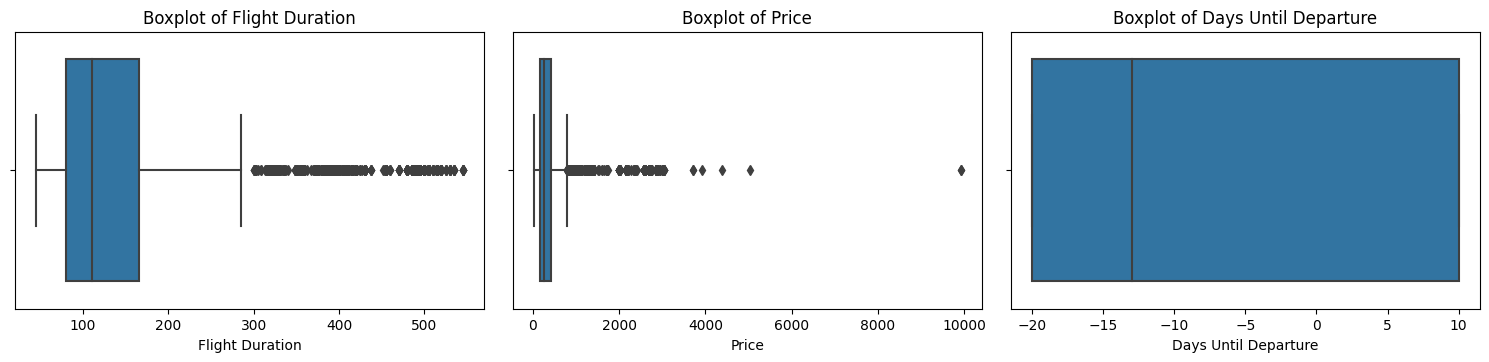 Boxplot of Flight Duration
100 200 300 400 500
Flight Duration
Boxplot of Price
0 2000 4000 6000 8000 10000
Price
Boxplot of Days Until Departure
−20 −15 −10 −5 0 5 10
Days Until Departure